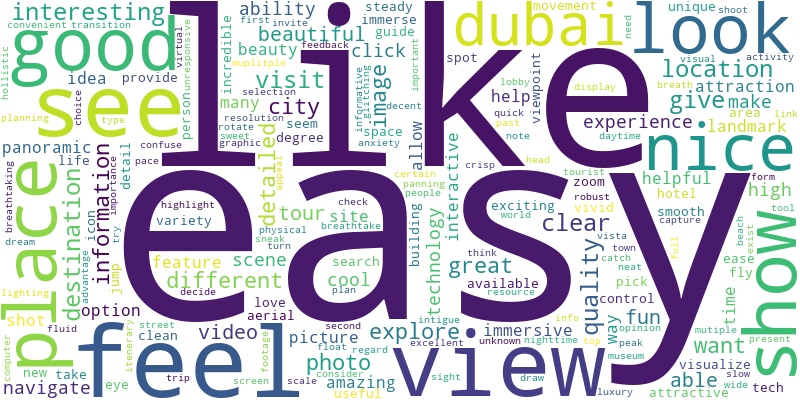 like
easy
good
see
place
feel
view
show
nice
look
dubai
interesting
ability
steady
immerse
beautiful
click
guide
beauty
idea
provide
visit
many
city
image
seem
degree
space
allow
help
experience
spot
viewpoint
unique
shoot
movement
need
visual
activity
location
attraction
give
make
landmark
area
link
breath
display
daytime
quick
past
note
lobby
important
decent
informative
glitching
anxiety
resolution
rotate
sweet
graphic
selection
muplitple
feedback
first
invite
incredible
virtual
unresponsive
person
convenient
transition
hollistic
planning
choice
type
panoramic
confuse
life
pace
detail
importance
information
destination
breathtaking
dream
icon
advantage
try
jump
option
shot
lighting
fluid
computer
new
take
street
clean
eye
itenerary
trip
navigate
highlight
variety
detailed
appeal
tour
site
check
breathtake
physical
sneak
turn
scene
search
cool
feature
different
decide
plan
love
aerial
video
second
picture
float
regard
photo
consider
screen
footage
scale
amazing
useful
explore
intrigue
excellent
unknown
sight
draw
immersive
info
nighttime
top
peak
luxury
museum
opinion
way
fun
quality
control
clear
available
resource
great
think
technology
building
interactive
exciting
world
certain
panning
people
crisp
head
tourist
zoom
robust
vivid
hotel
helpful
high
smooth
form
tool
capture
vista
town
catch
neat
pick
beach
exist
ease
fly
full
time
want
mutiple
present
visualize
slow
able
attractive
wide
tech